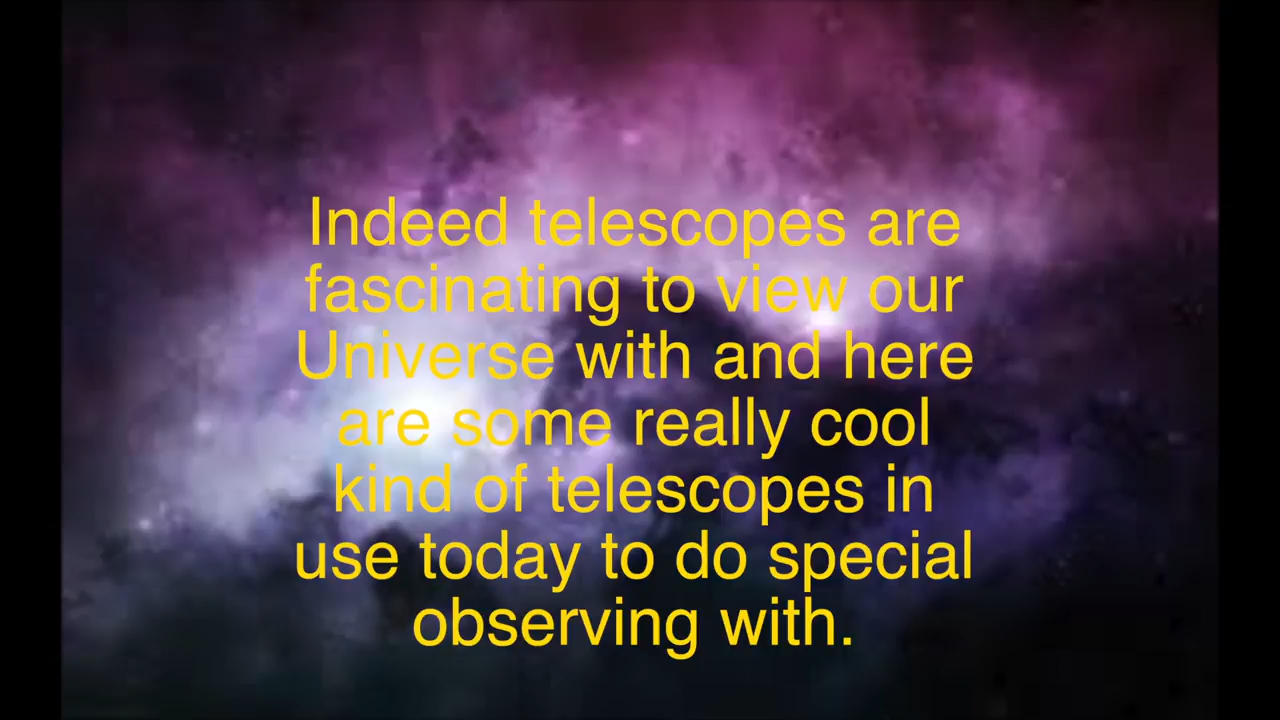 Indeed telescopes are
fascinating to view our
Universe with and here
are some really cool
kind of telescopes in
use today to do special
observing with.